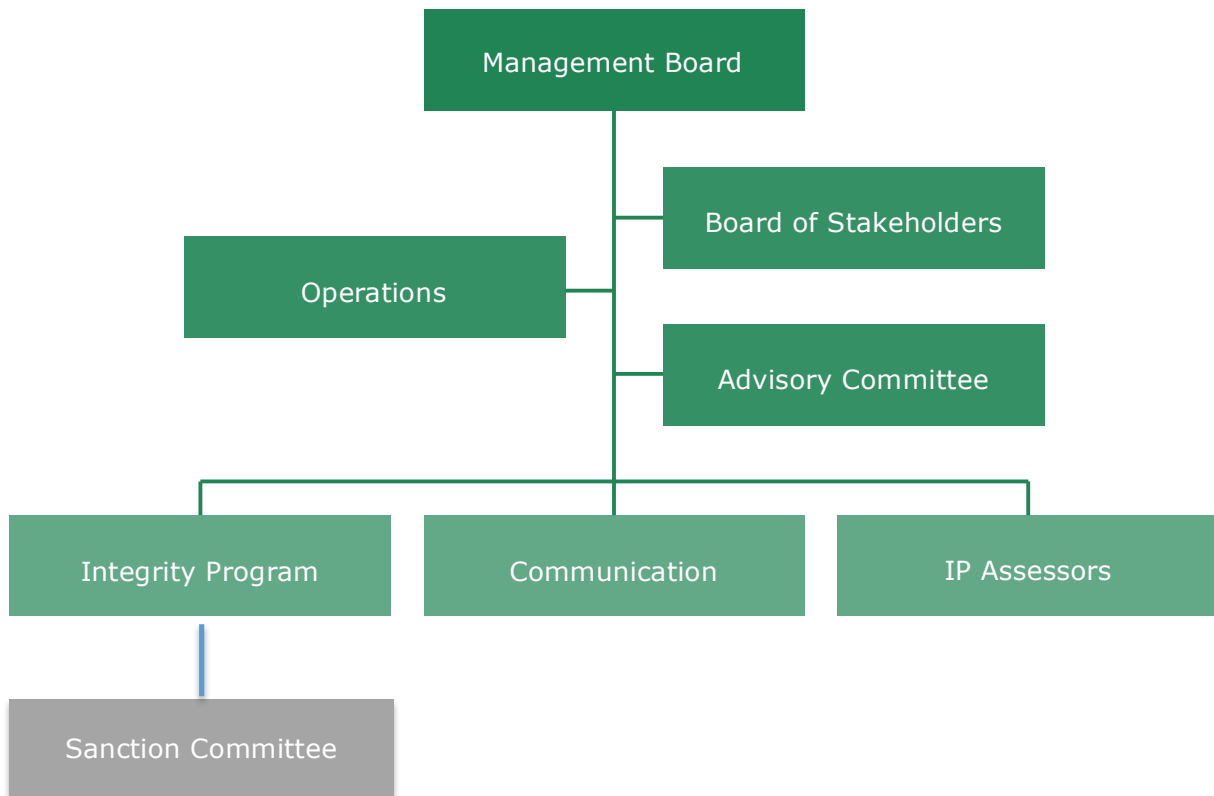 Management Board
Board of Stakeholders
Operations
Advisory Committee
Integrity Program
Communication
IP Assessors
Sanction Committee